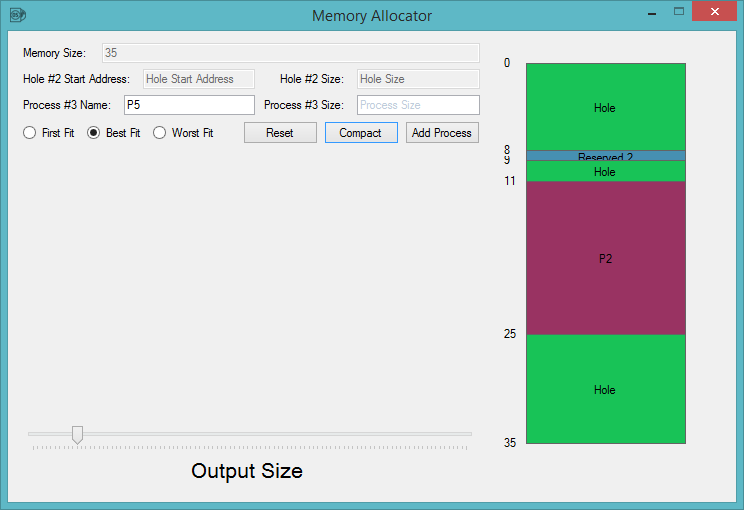 Memory Allocator
Memory Size: 35
Hole #2 Start Address: Hole Start Address Hole #2 Size: Hole Size
Process #3 Name: P5 Process #3 Size: Process Size
First Fit Best Fit Worst Fit Reset Compact Add Process
Output Size
0
Hole
8
Reserved 2
9
Hole
11
P2
25
Hole
35